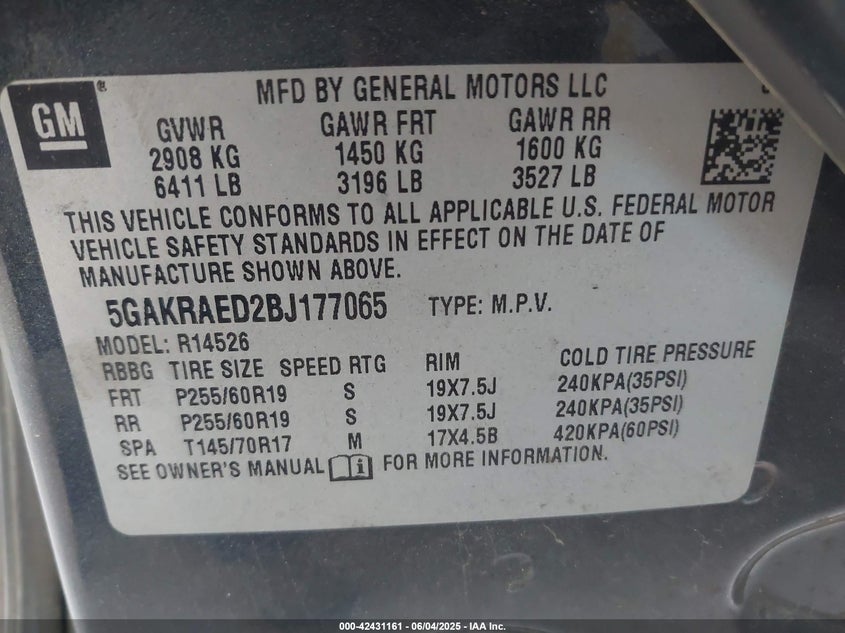 MFD BY GENERAL MOTORS LLC
GM®
GVWR GAWR FRT GAWR RR
2908 KG 1450 KG 1600 KG
6411 LB 3196 LB 3527 LB
THIS VEHICLE CONFORMS TO ALL APPLICABLE U.S. FEDERAL MOTOR
VEHICLE SAFETY STANDARDS IN EFFECT ON THE DATE OF
MANUFACTURE SHOWN ABOVE.
5GAKRAED2BJ177065 TYPE: M.P.V.
MODEL: R14526
RBBG TIRE SIZE SPEED RTG RIM COLD TIRE PRESSURE
FRT P255/60R19 S 19X7.5J 240KPA(35PSI)
RR P255/60R19 S 19X7.5J 240KPA(35PSI)
SPA T145/70R17 M 17X4.5B 420KPA(60PSI)
SEE OWNER'S MANUAL i FOR MORE INFORMATION.
000-42431161 | 06/04/2025 - IAA Inc.